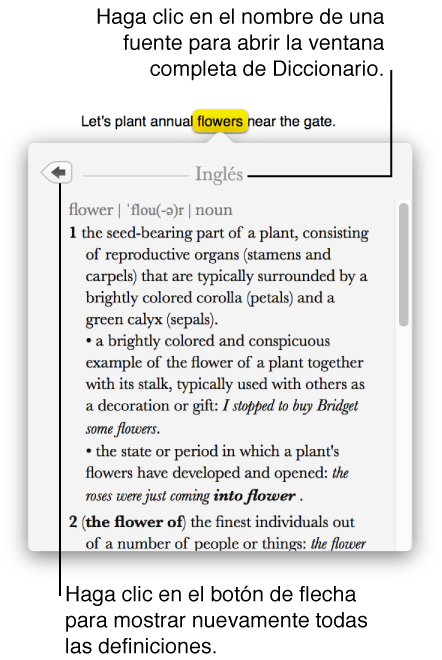 Haga clic en el nombre de una
fuente para abrir la ventana
completa de Diccionario.
Let's plant annual flowers near the gate.
Inglés
flower | ˈflou(-ə)r | noun
1 the seed-bearing part of a plant, consisting
of reproductive organs (stamens and
carpels) that are typically surrounded by a
brightly colored corolla (petals) and a
green calyx (sepals).
• a brightly colored and conspicuous
example of the flower of a plant together
with its stalk, typically used with others as
a decoration or gift: I stopped to buy Bridget
some flowers.
• the state or period in which a plant's
flowers have developed and opened: the
roses were just coming into flower .
2 (the flower of) the finest individuals out
of a number of people or things: the flower
Haga clic en el botón de flecha
para mostrar nuevamente todas
las definiciones.